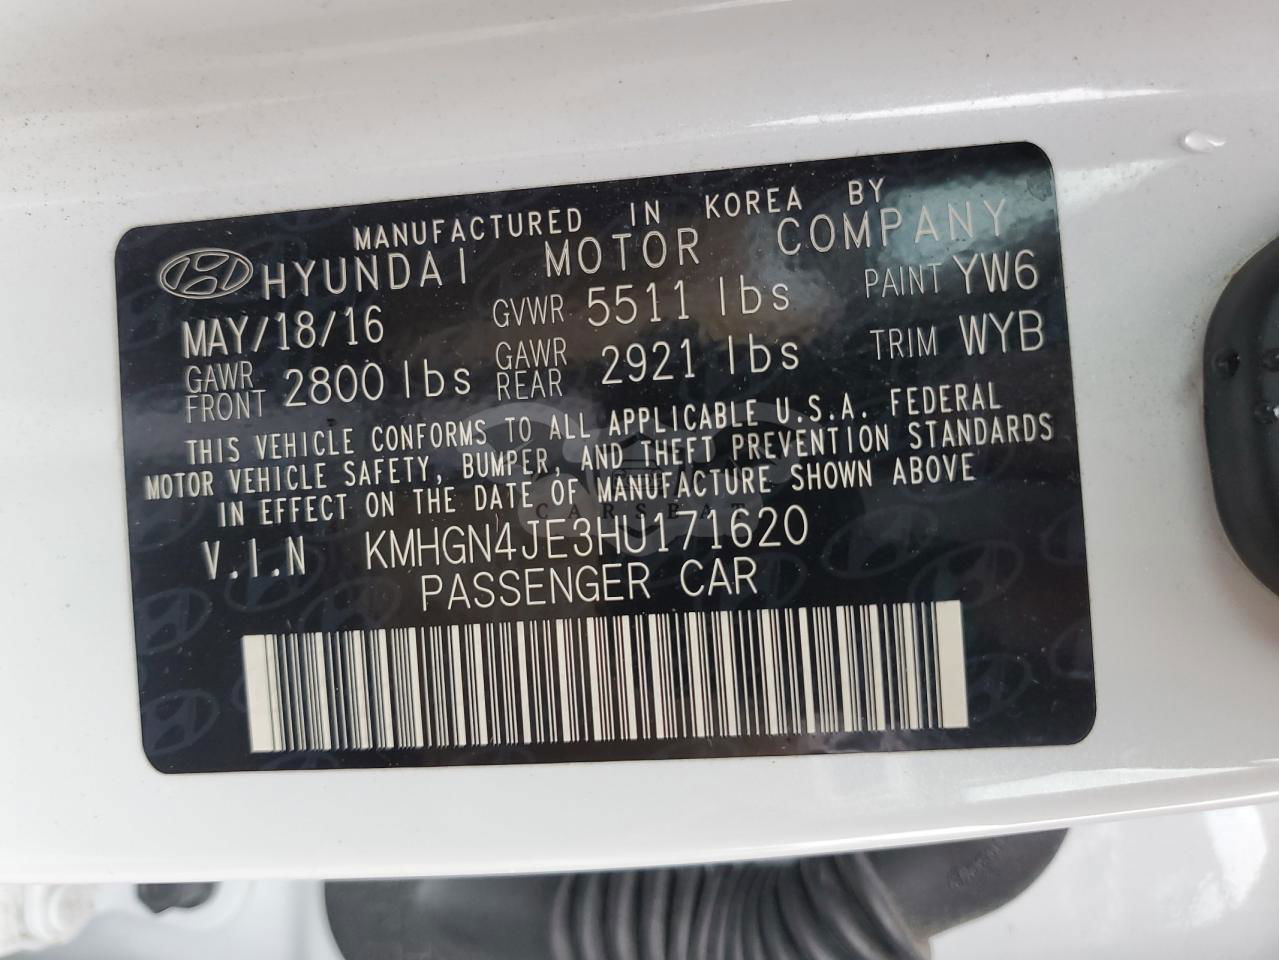 MANUFACTURED IN KOREA BY
HYUNDAI MOTOR COMPANY
MAY/18/16 GVWR 5511 lbs PAINT YW6
GAWR FRONT 2800 lbs GAWR REAR 2921 lbs TRIM WYB
THIS VEHICLE CONFORMS TO ALL APPLICABLE U.S.A. FEDERAL
MOTOR VEHICLE SAFETY, BUMPER, AND THEFT PREVENTION STANDARDS
IN EFFECT ON THE DATE OF MANUFACTURE SHOWN ABOVE
CARSBAT
V.I.N KMHGN4JE3HU171620
PASSENGER CAR